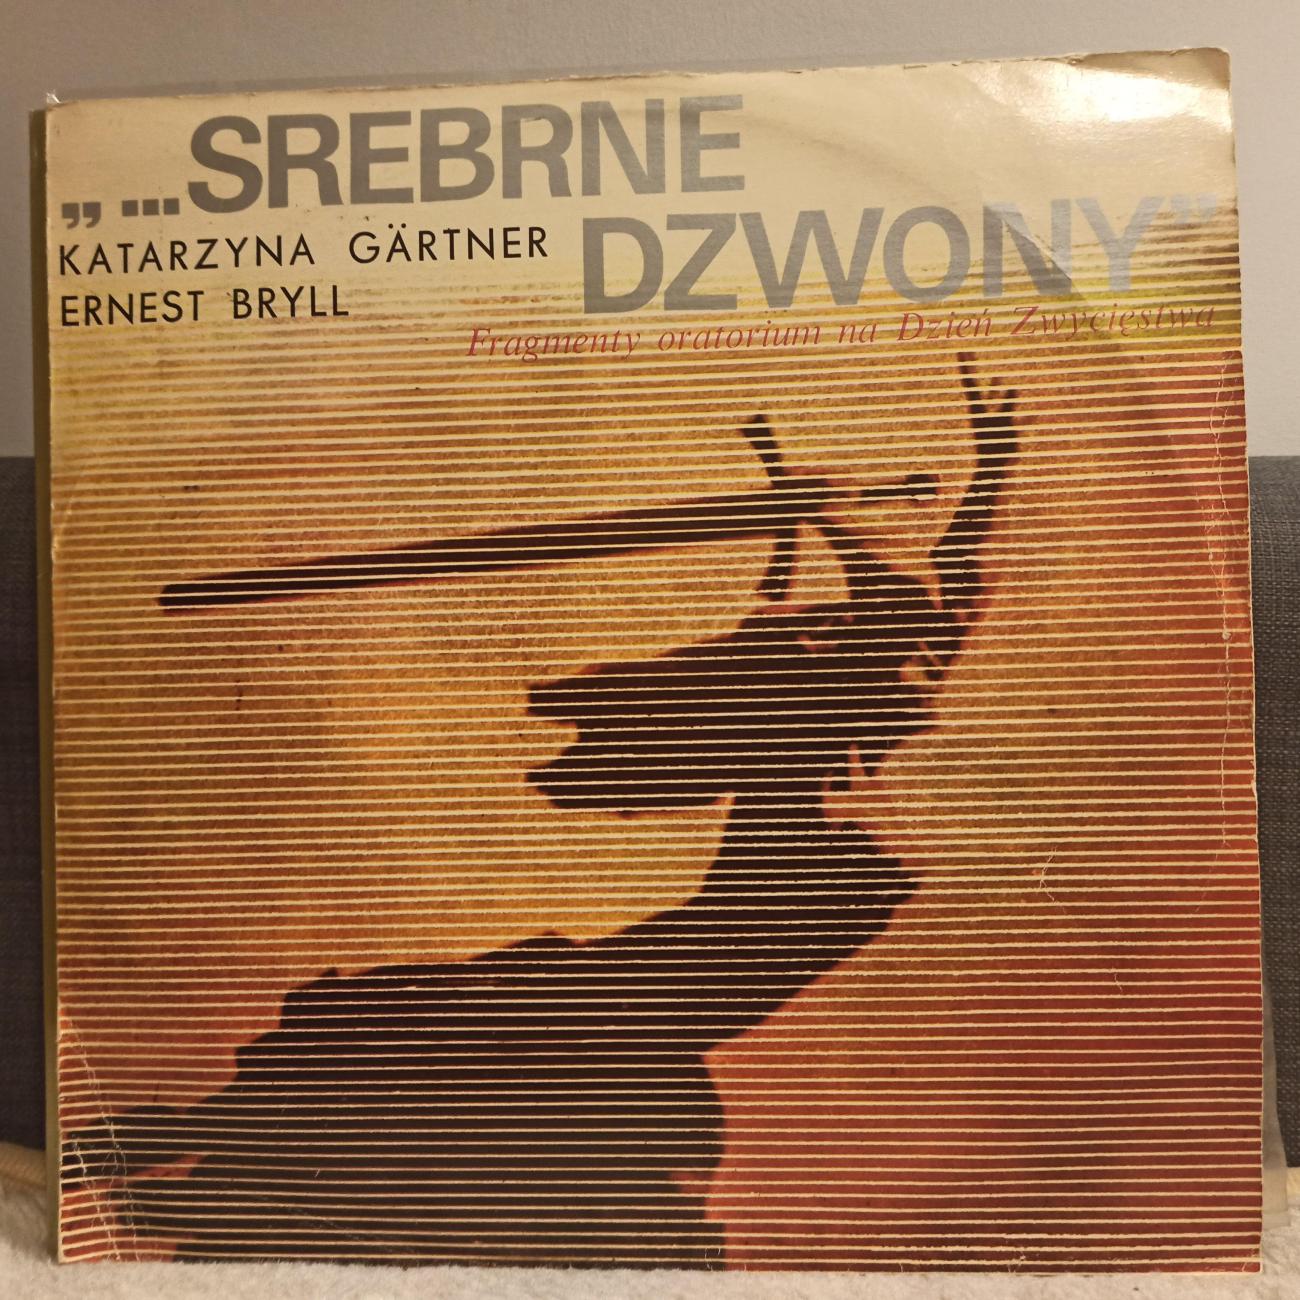 „...SREBRNE
DZWONY”
KATARZYNA GÄRTNER
ERNEST BRYLL
Fragmenty oratorium na Dzień Zwycięstwa